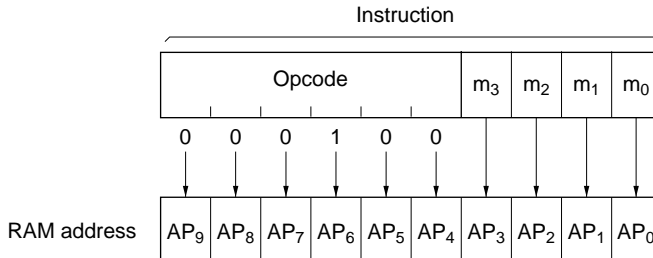 Instruction
Opcode m₃ m₂ m₁ m₀
0 0 0 1 0 0
RAM address AP₉ AP₈ AP₇ AP₆ AP₅ AP₄ AP₃ AP₂ AP₁ AP₀